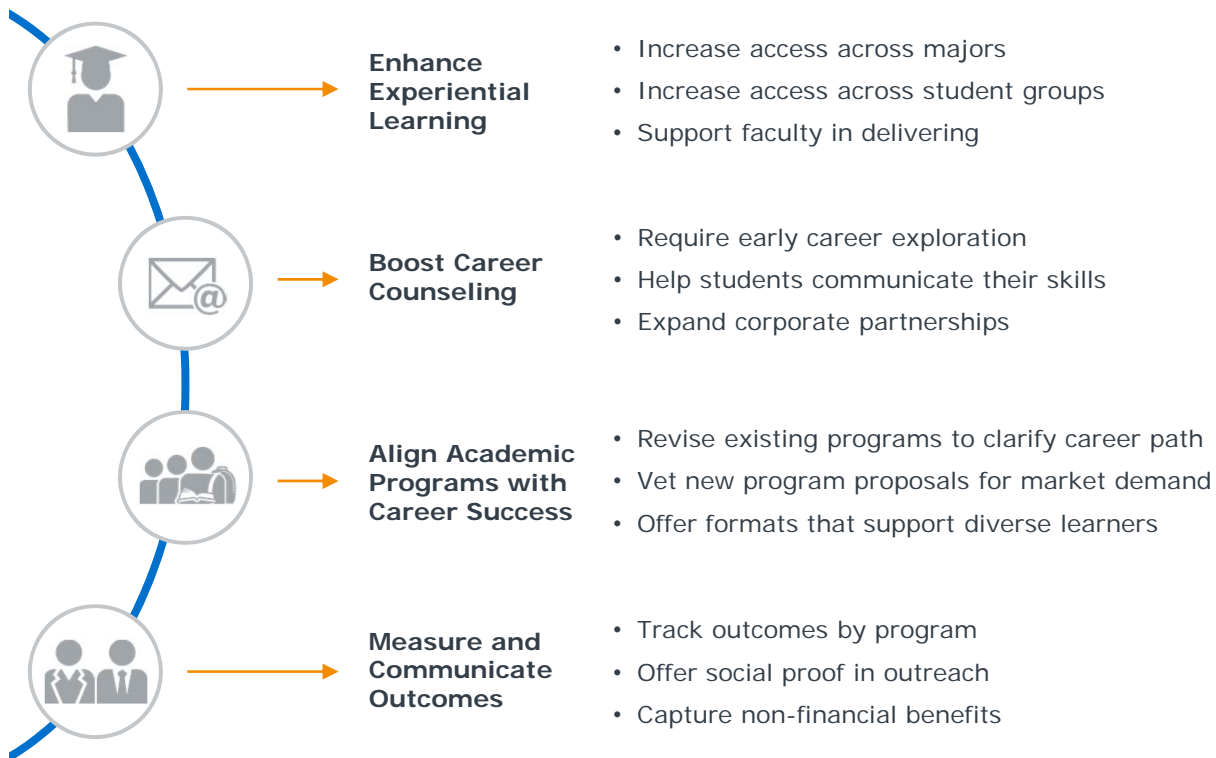 Enhance
Experiential
Learning
• Increase access across majors
• Increase access across student groups
• Support faculty in delivering
Boost Career
Counseling
• Require early career exploration
• Help students communicate their skills
• Expand corporate partnerships
Align Academic
Programs with
Career Success
• Revise existing programs to clarify career path
• Vet new program proposals for market demand
• Offer formats that support diverse learners
Measure and
Communicate
Outcomes
• Track outcomes by program
• Offer social proof in outreach
• Capture non-financial benefits